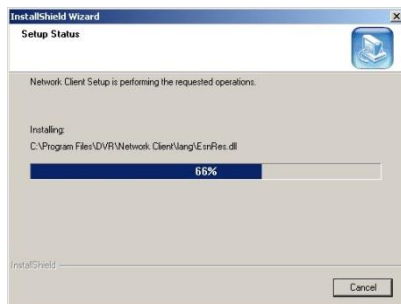 InstallShield Wizard
Setup Status
Network Client Setup is performing the requested operations.
Installing:
C:\Program Files\DVR\Network Client\lang\EsnRes.dll
66%
InstallShield
Cancel